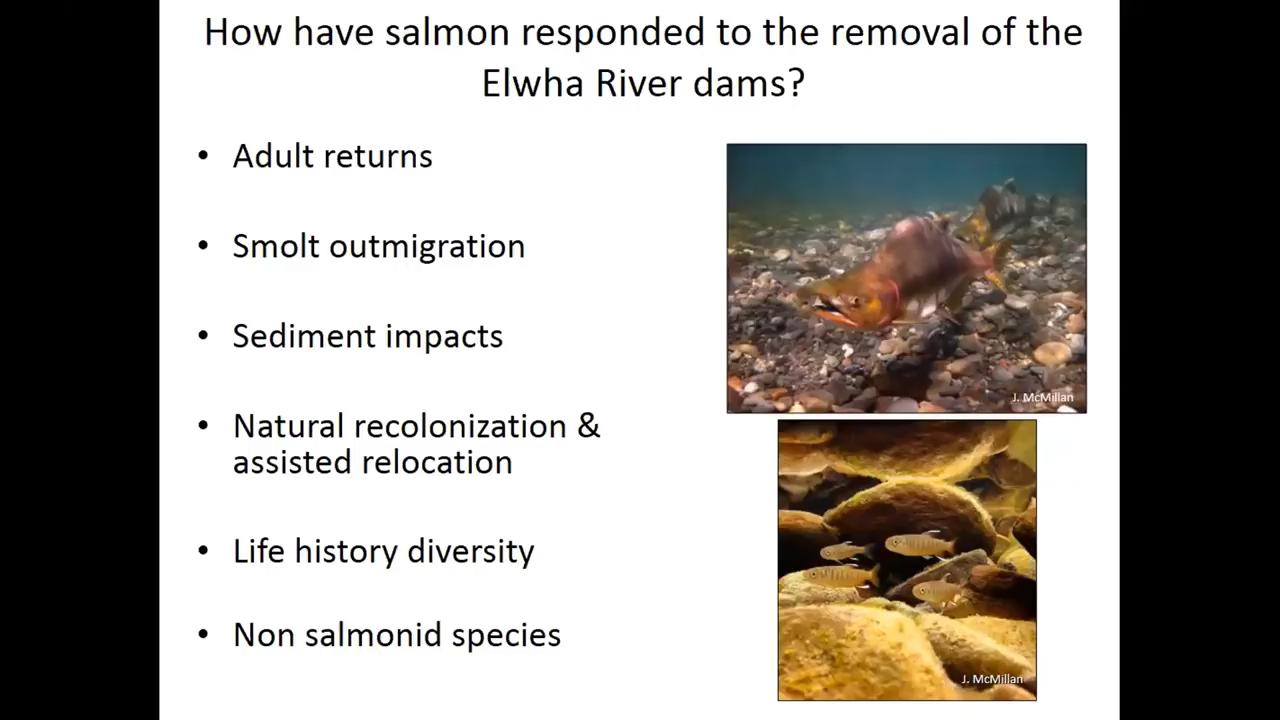 How have salmon responded to the removal of the
Elwha River dams?
• Adult returns
• Smolt outmigration
• Sediment impacts
• Natural recolonization &
assisted relocation
• Life history diversity
• Non salmonid species
J. McMillan
J. McMillan